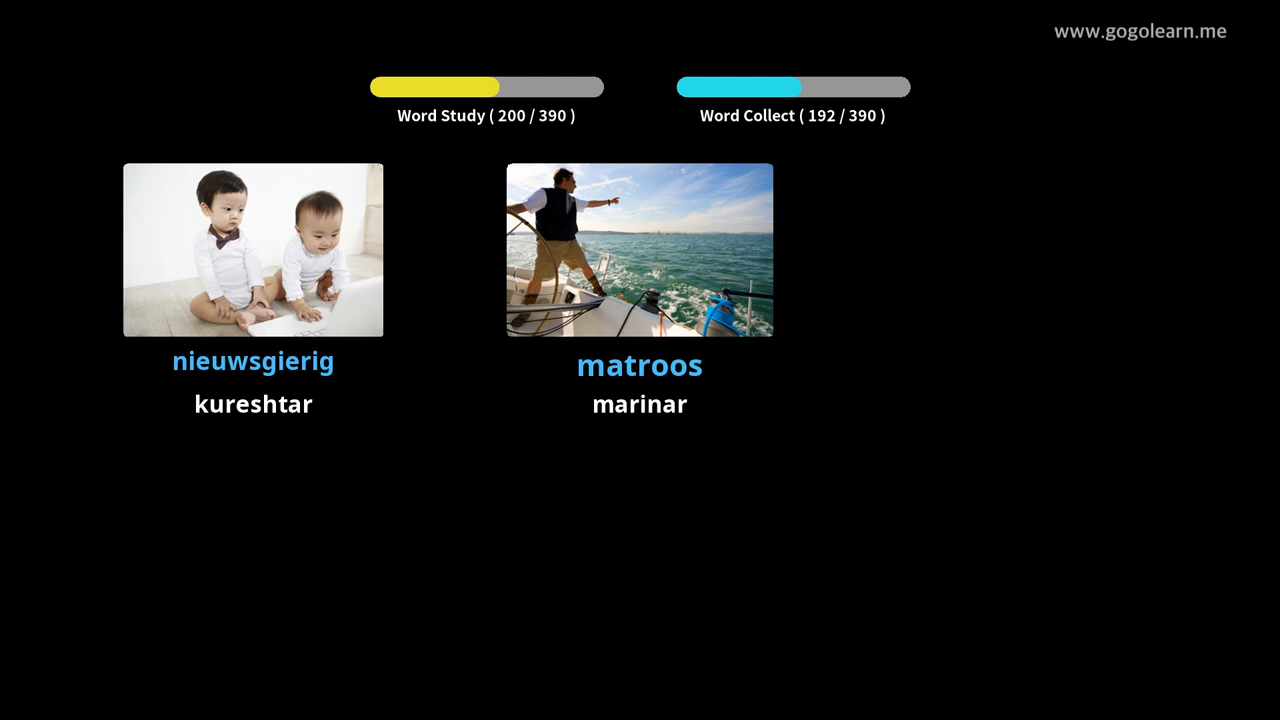 www.gogolearn.me
Word Study ( 200 / 390 )
Word Collect ( 192 / 390 )
nieuwsgierig
kureshtar
matroos
marinar